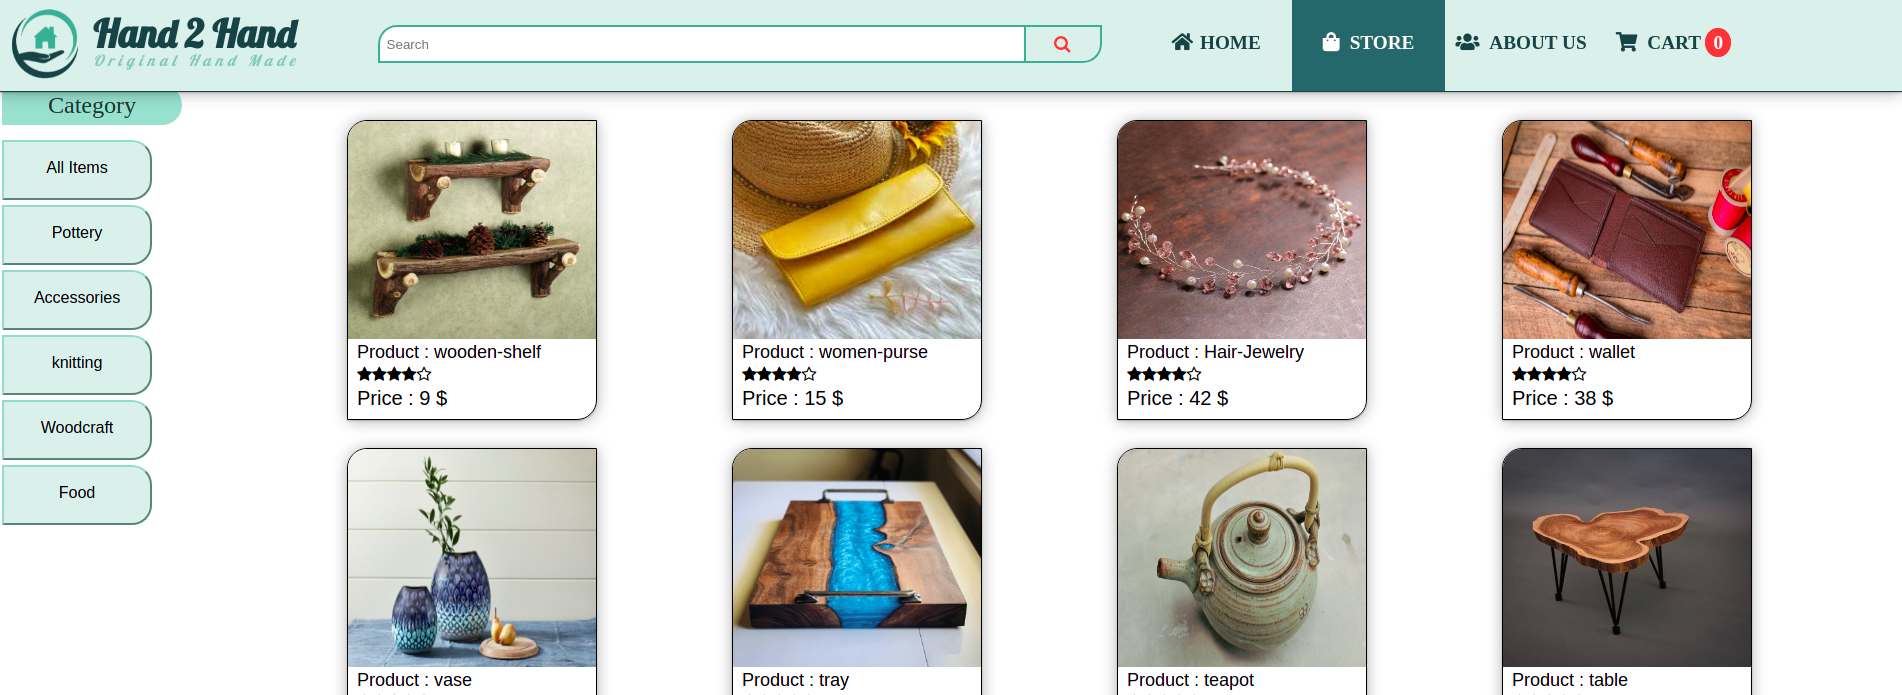 Hand 2 Hand
Original Hand Made
Search
HOME
STORE
ABOUT US
CART 0
Category
All Items
Pottery
Accessories
knitting
Woodcraft
Food
Product : wooden-shelf
Price : 9 $
Product : women-purse
Price : 15 $
Product : Hair-Jewelry
Price : 42 $
Product : wallet
Price : 38 $
Product : vase
Product : tray
Product : teapot
Product : table